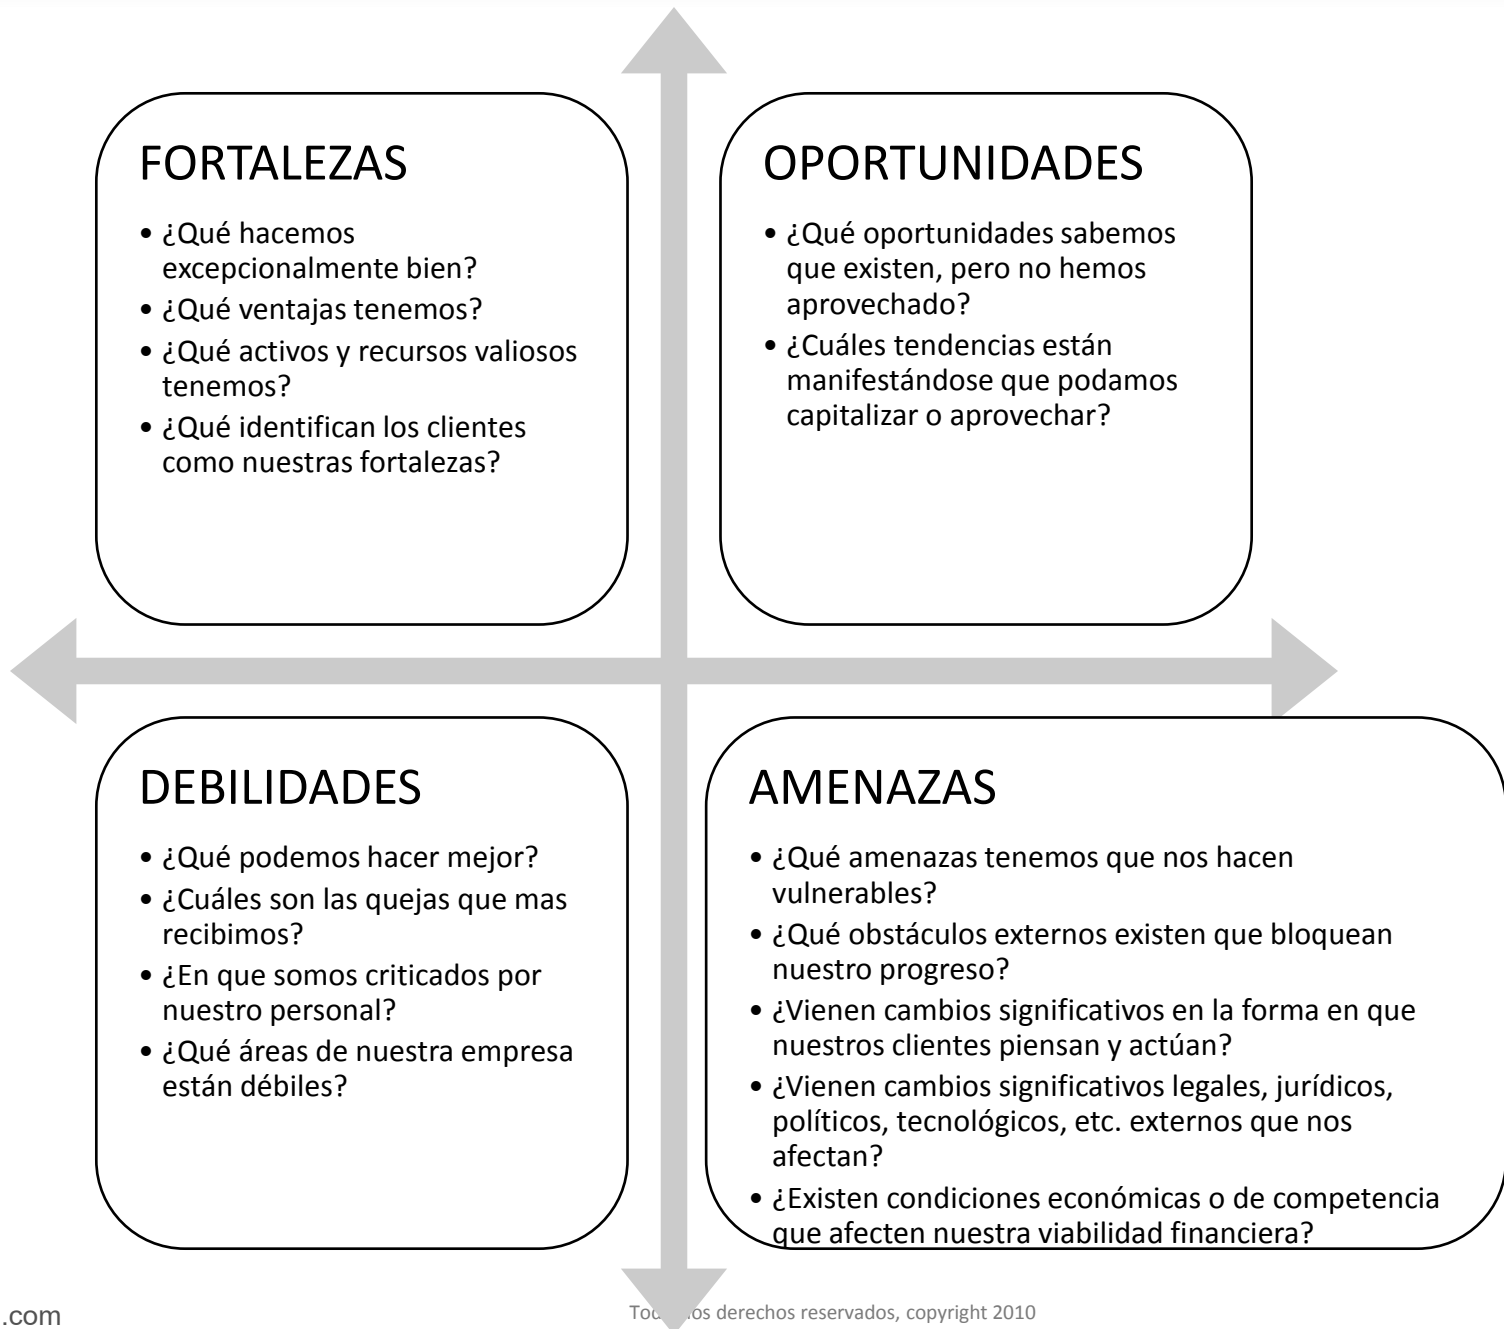 FORTALEZAS
• ¿Qué hacemos
excepcionalmente bien?
• ¿Qué ventajas tenemos?
• ¿Qué activos y recursos valiosos
tenemos?
• ¿Qué identifican los clientes
como nuestras fortalezas?
OPORTUNIDADES
• ¿Qué oportunidades sabemos
que existen, pero no hemos
aprovechado?
• ¿Cuáles tendencias están
manifestándose que podamos
capitalizar o aprovechar?
DEBILIDADES
• ¿Qué podemos hacer mejor?
• ¿Cuáles son las quejas que mas
recibimos?
• ¿En que somos criticados por
nuestro personal?
• ¿Qué áreas de nuestra empresa
están débiles?
AMENAZAS
• ¿Qué amenazas tenemos que nos hacen
vulnerables?
• ¿Qué obstáculos externos existen que bloquean
nuestro progreso?
• ¿Vienen cambios significativos en la forma en que
nuestros clientes piensan y actúan?
• ¿Vienen cambios significativos legales, jurídicos,
políticos, tecnológicos, etc. externos que nos
afectan?
• ¿Existen condiciones económicas o de competencia
que afecten nuestra viabilidad financiera?
.com
derechos reservados, copyright 2010